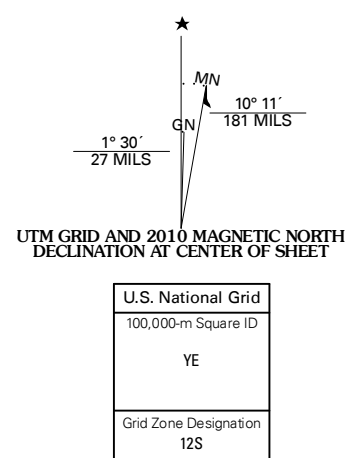 ★
MN
10° 11´
181 MILS
GN
1° 30´
27 MILS
UTM GRID AND 2010 MAGNETIC NORTH
DECLINATION AT CENTER OF SHEET
U.S. National Grid
100,000-m Square ID
YE
Grid Zone Designation
12S